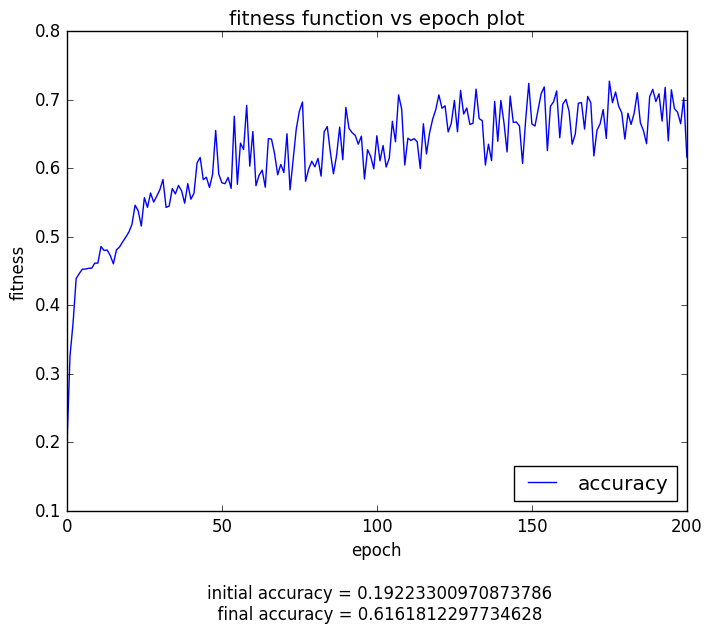 fitness function vs epoch plot
0.8
0.7
0.6
0.5
0.4
0.3
0.2
0.1
fitness
accuracy
0 50 100 150 200
epoch
initial accuracy = 0.19223300970873786
final accuracy = 0.6161812297734628